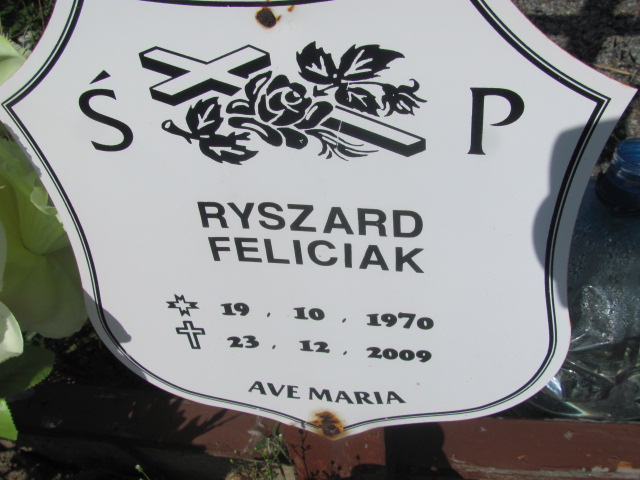 Ś P
RYSZARD
FELICIAK
19 . 10 . 1970
23 . 12 . 2009
AVE MARIA